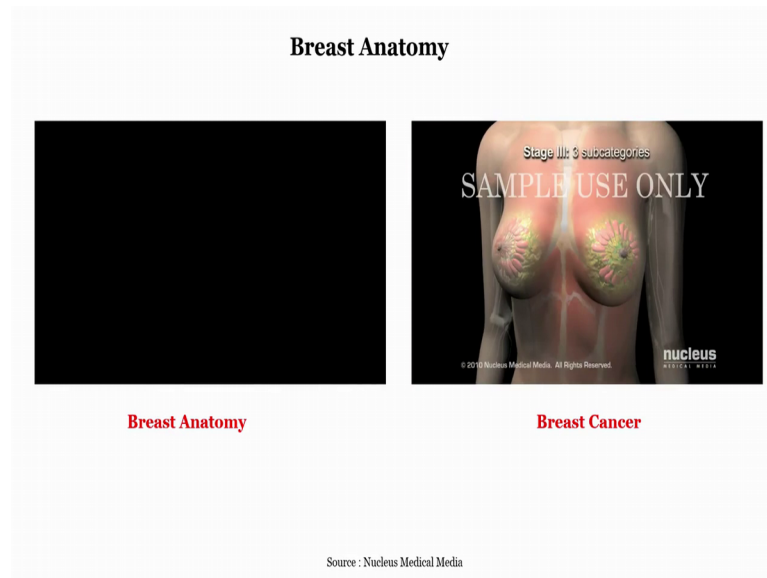 Breast Anatomy
Stage III: 3 subcategories
SAMPLE USE ONLY
nucleus
MEDICAL MEDIA
© 2010 Nucleus Medical Media. All Rights Reserved.
Breast Anatomy
Breast Cancer
Source : Nucleus Medical Media